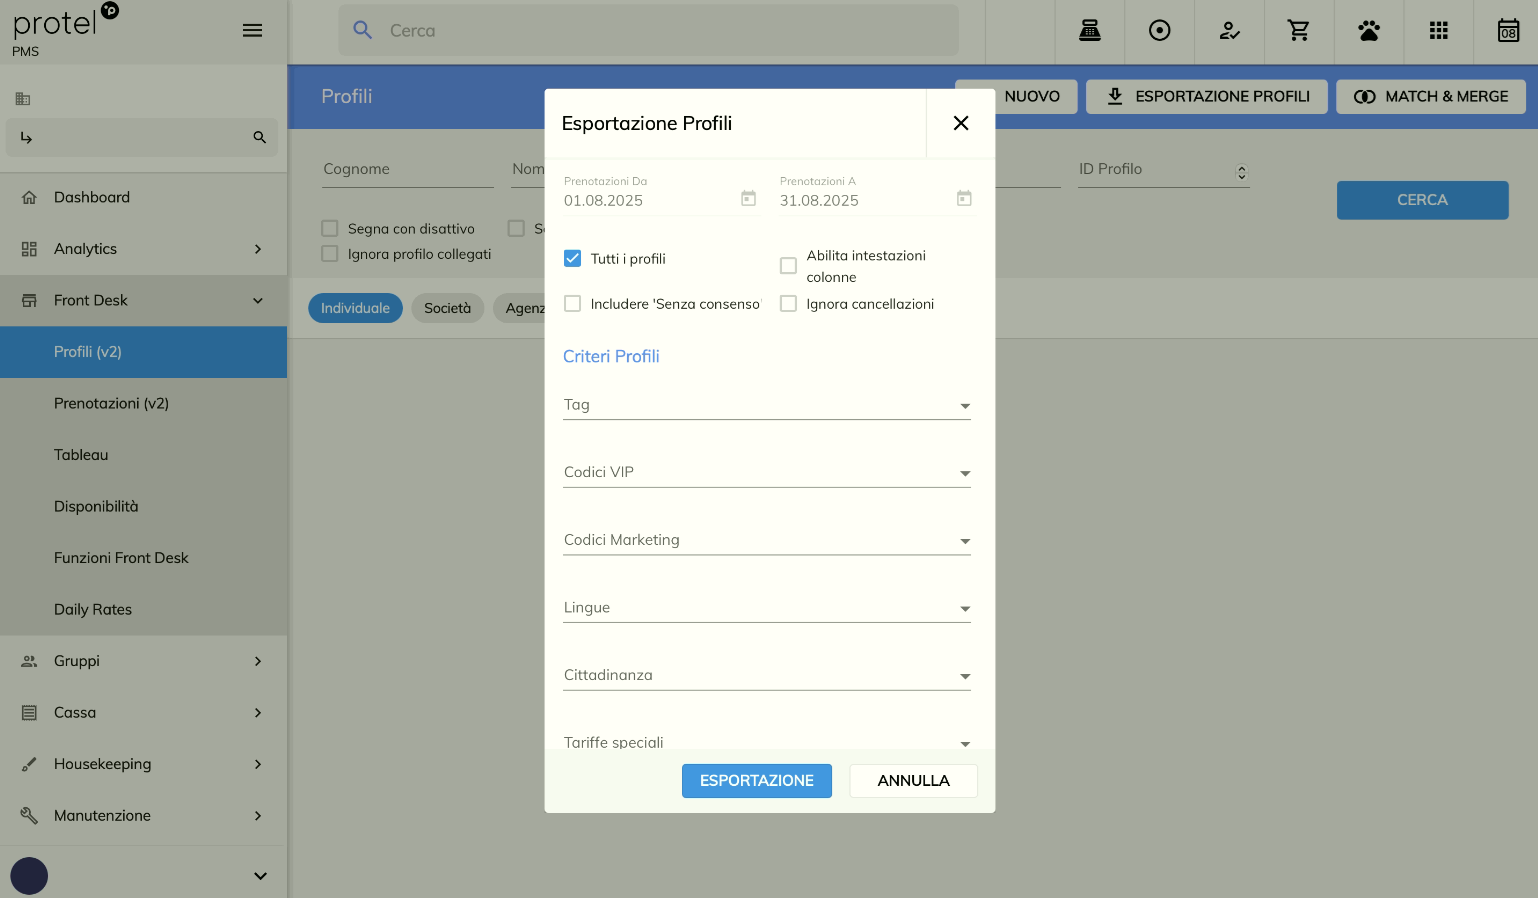 protel
PMS
Cerca
08
Profili
NUOVO
ESPORTAZIONE PROFILI
MATCH & MERGE
Cognome
Nom
ID Profilo
CERCA
Segna con disattivo
Ignora profilo collegati
Individuale
Società
Agenz
Dashboard
Analytics
Front Desk
Profili (v2)
Prenotazioni (v2)
Tableau
Disponibilità
Funzioni Front Desk
Daily Rates
Gruppi
Cassa
Housekeeping
Manutenzione
Esportazione Profili
Prenotazioni Da
01.08.2025
Prenotazioni A
31.08.2025
Tutti i profili
Abilita intestazioni
colonne
Includere 'Senza consenso'
Ignora cancellazioni
Criteri Profili
Tag
Codici VIP
Codici Marketing
Lingue
Cittadinanza
Tariffe speciali
ESPORTAZIONE
ANNULLA